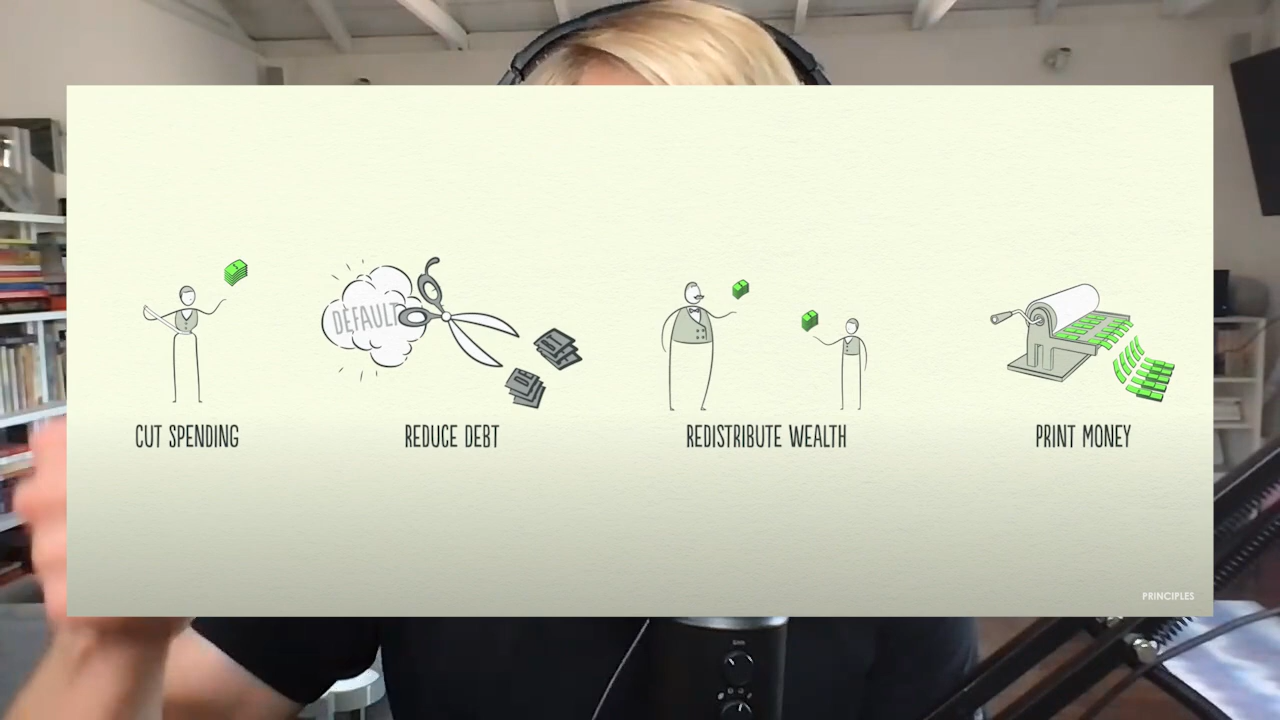 DEFAULT
CUT SPENDING
REDUCE DEBT
REDISTRIBUTE WEALTH
PRINT MONEY
PRINCIPLES